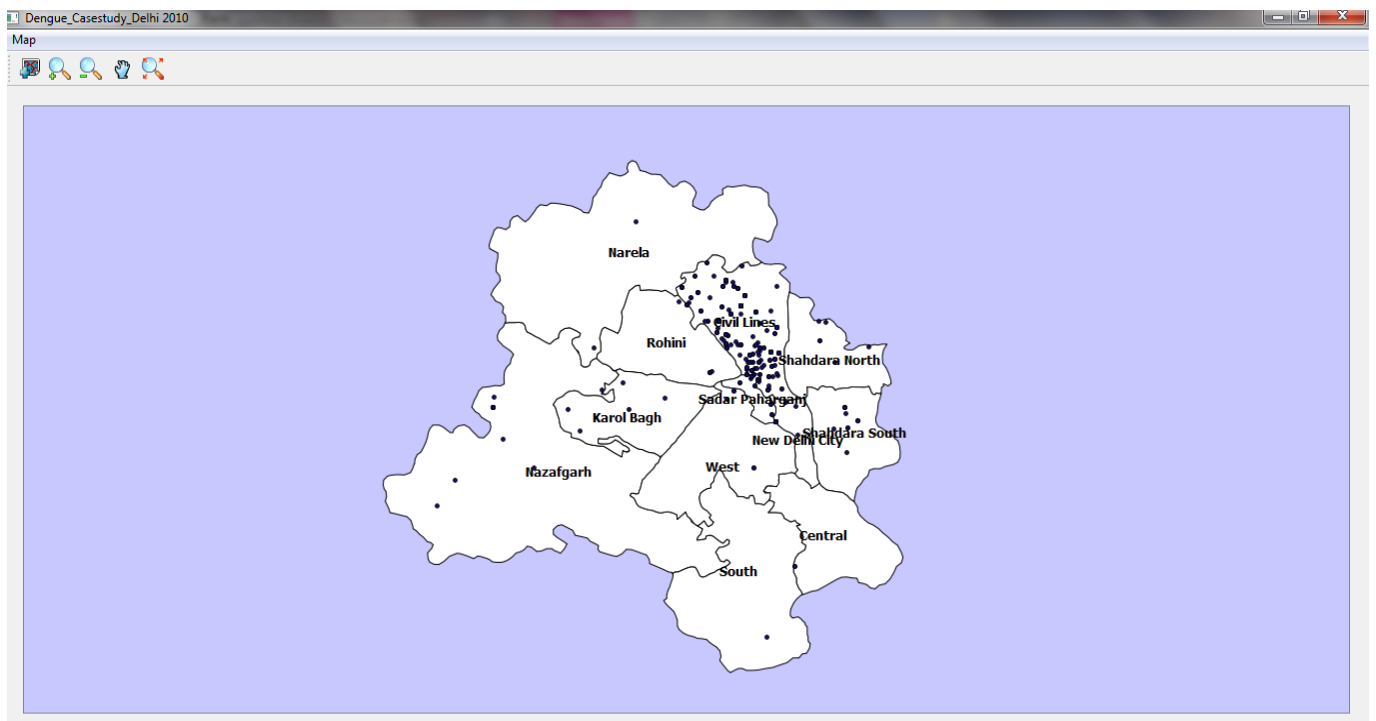 Dengue_Casestudy_Delhi 2010
Map
Narela
Civil Lines
Rohini
Shahdara North
Sadar Paharganj
Karol Bagh
Shahdara South
New Delhi City
West
Nazafgarh
Central
South